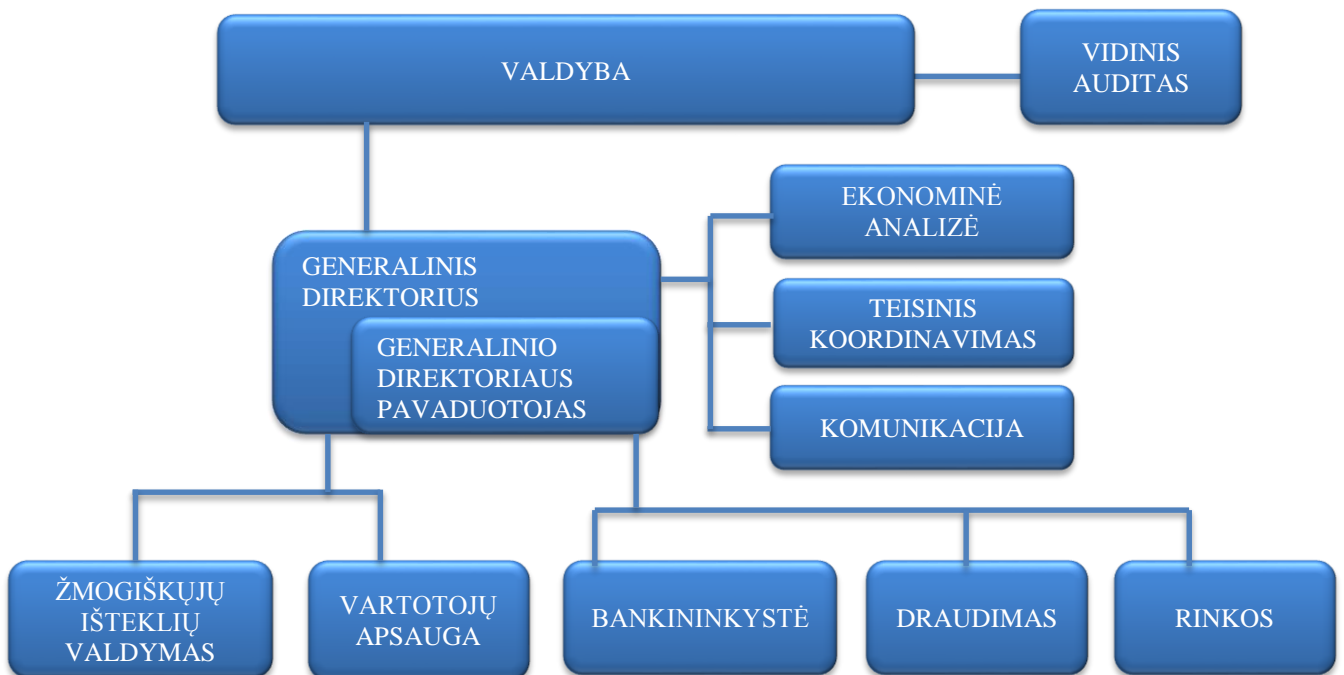 VALDYBA
VIDINIS
AUDITAS
EKONOMINĖ
ANALIZĖ
GENERALINIS
DIREKTORIUS
TEISINIS
KOORDINAVIMAS
GENERALINIO
DIREKTORIAUS
PAVADUOTOJAS
KOMUNIKACIJA
ŽMOGIŠKŲJŲ
IŠTEKLIŲ
VALDYMAS
VARTOTOJŲ
APSAUGA
BANKININKYSTĖ
DRAUDIMAS
RINKOS